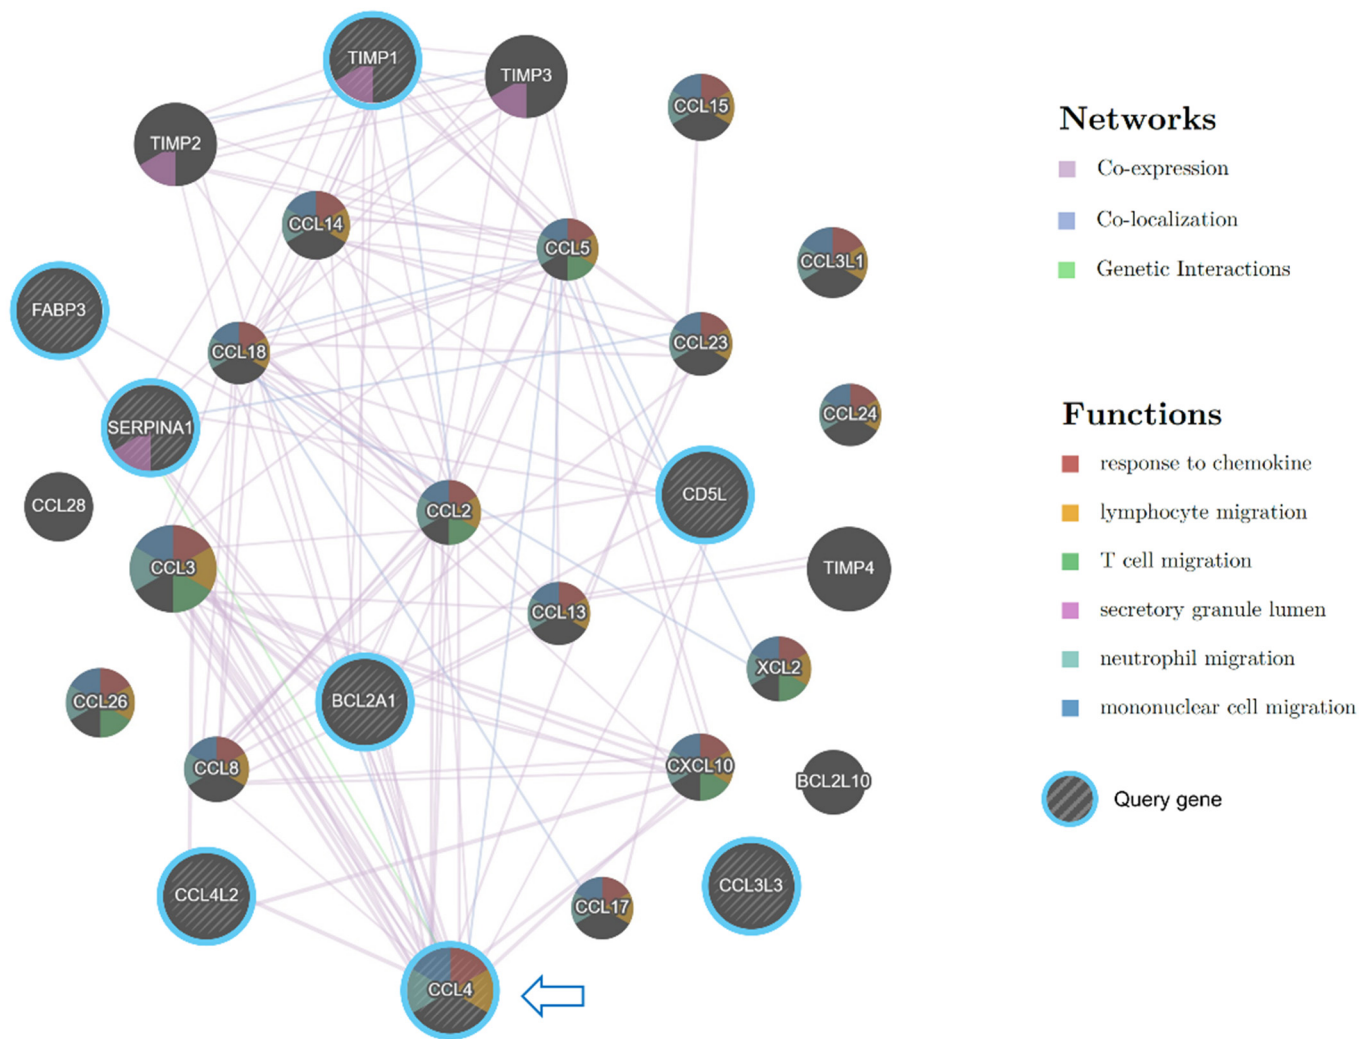 TIMP1
TIMP3
CCL15
TIMP2
CCL14
CCL5
CCL3L1
FABP3
CCL18
CCL23
CCL24
SERPINA1
CD5L
CCL28
CCL2
CCL3
TIMP4
CCL13
XCL2
CCL26
BCL2A1
CCL8
CXCL10
BCL2L10
CCL4L2
CCL3L3
CCL17
CCL4
Networks
Co-expression
Co-localization
Genetic Interactions
Functions
response to chemokine
lymphocyte migration
T cell migration
secretory granule lumen
neutrophil migration
mononuclear cell migration
Query gene